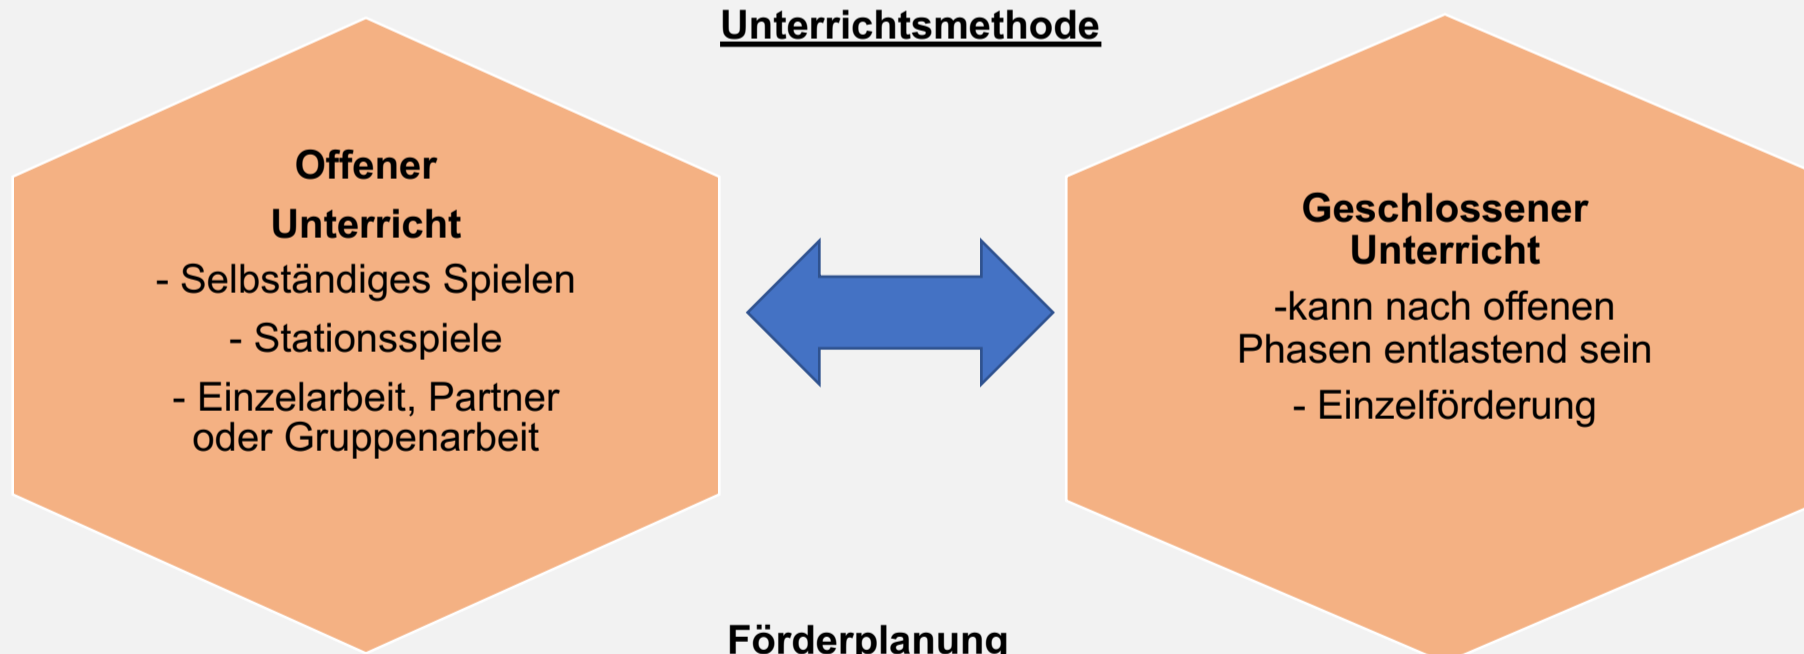 Unterrichtsmethode
Offener
Unterricht
- Selbständiges Spielen
- Stationsspiele
- Einzelarbeit, Partner
oder Gruppenarbeit
Geschlossener
Unterricht
-kann nach offenen
Phasen entlastend sein
- Einzelförderung
Förderplanung